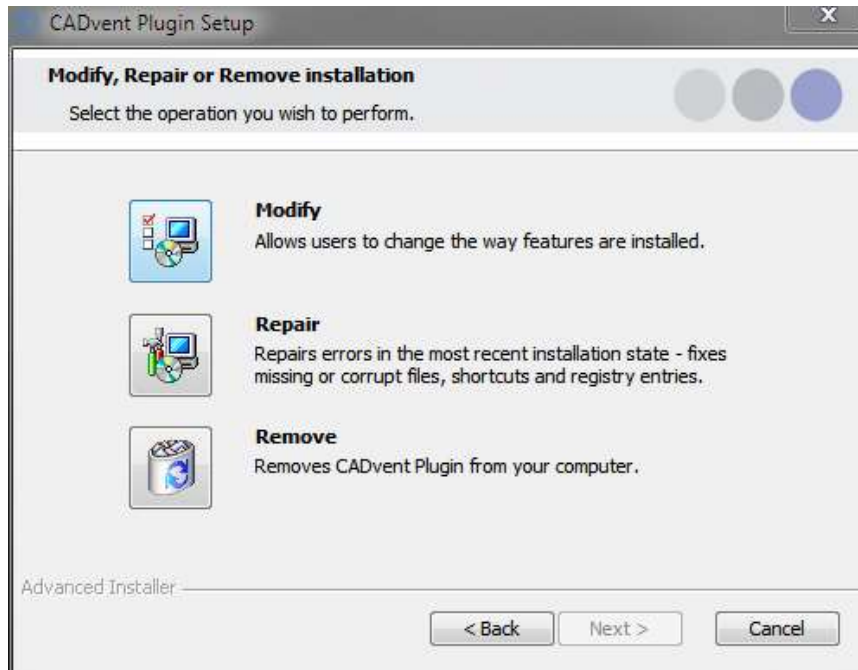 CADvent Plugin Setup
Modify, Repair or Remove installation
Select the operation you wish to perform.
Modify
Allows users to change the way features are installed.
Repair
Repairs errors in the most recent installation state - fixes
missing or corrupt files, shortcuts and registry entries.
Remove
Removes CADvent Plugin from your computer.
Advanced Installer
< Back
Next >
Cancel